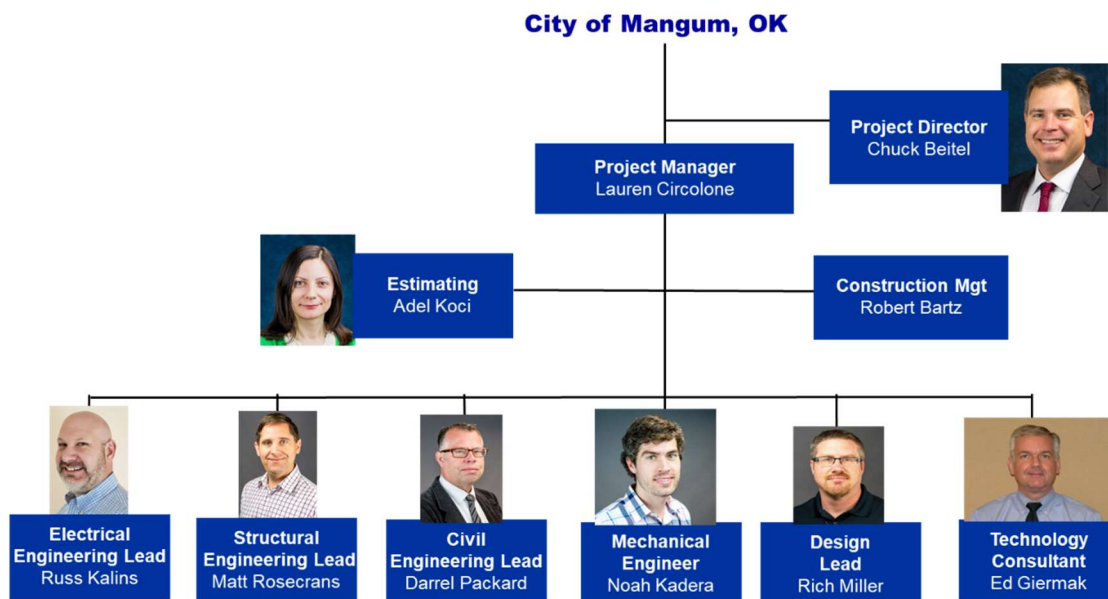 City of Mangum, OK
Project Director
Chuck Beitel
Project Manager
Lauren Circolone
Estimating
Adel Koci
Construction Mgt
Robert Bartz
Electrical
Engineering Lead
Russ Kalins
Structural
Engineering Lead
Matt Rosecrans
Civil
Engineering Lead
Darrel Packard
Mechanical
Engineer
Noah Kadera
Design
Lead
Rich Miller
Technology
Consultant
Ed Giermak